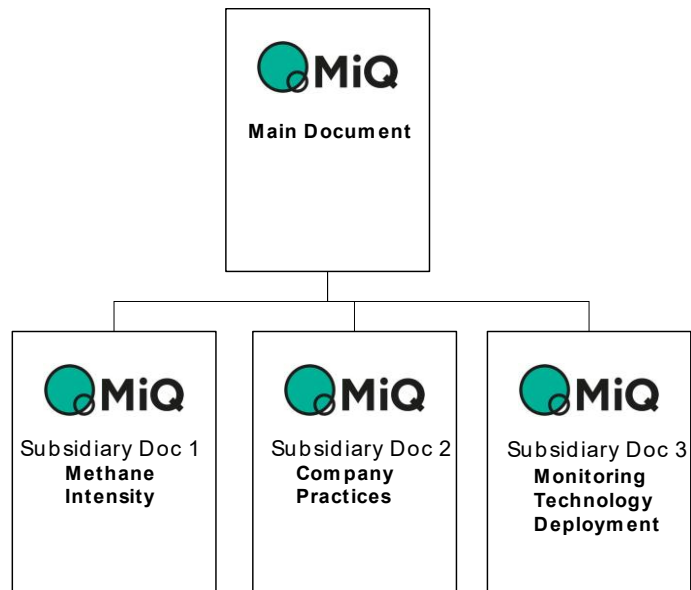 MiQ
Main Document
MiQ
Subsidiary Doc 1
Methane
Intensity
MiQ
Subsidiary Doc 2
Company
Practices
MiQ
Subsidiary Doc 3
Monitoring
Technology
Deployment